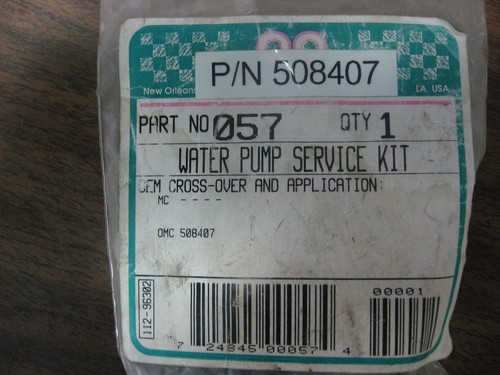 P/N 508407
New Orleans
LA, USA
PART NO 057 QTY 1
WATER PUMP SERVICE KIT
OEM CROSS-OVER AND APPLICATION:
MC - - - -
OMC 508407
112-96302
00001
7 24845 00057 4